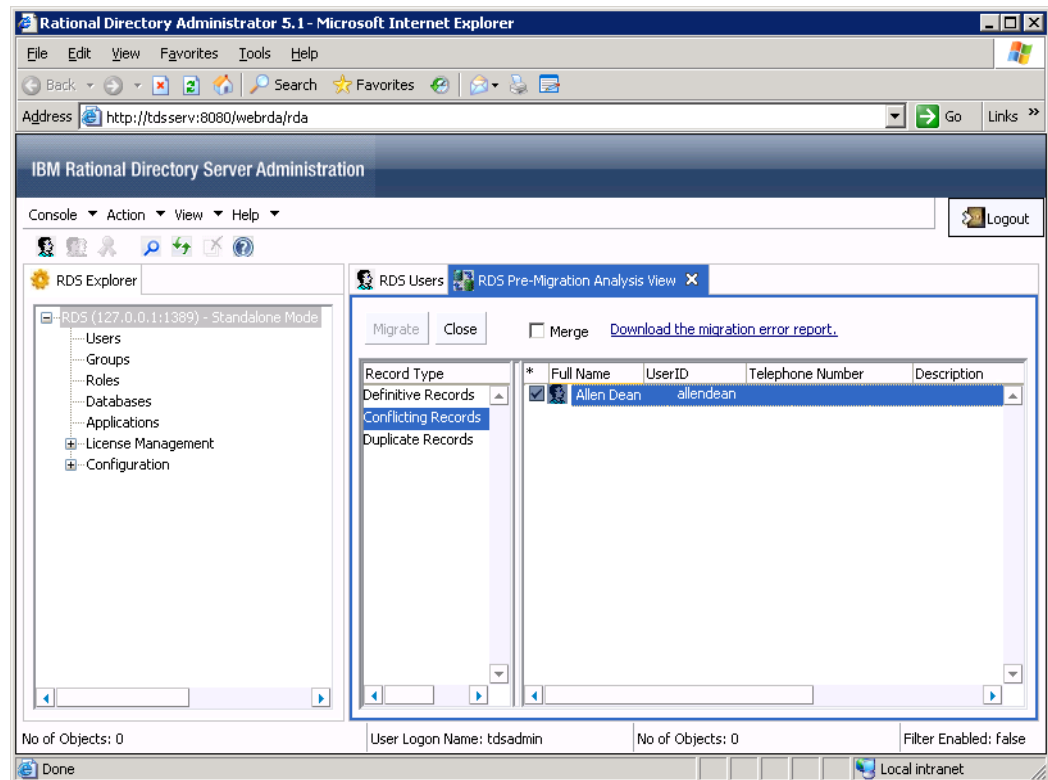 Rational Directory Administrator 5.1 - Microsoft Internet Explorer
File Edit View Favorites Tools Help
Back Search Favorites
Address http://tdsserv:8080/webrda/rda Go Links »
IBM Rational Directory Server Administration
Console Action View Help Logout
RDS Explorer
RDS Users RDS Pre-Migration Analysis View X
RDS (127.0.0.1:1389) - Standalone Mode
Users
Groups
Roles
Databases
Applications
License Management
Configuration
Migrate Close Merge Download the migration error report.
Record Type
Definitive Records
Conflicting Records
Duplicate Records
* Full Name UserID Telephone Number Description
Allen Dean allendean
No of Objects: 0 User Logon Name: tdsadmin No of Objects: 0 Filter Enabled: false
Done Local intranet